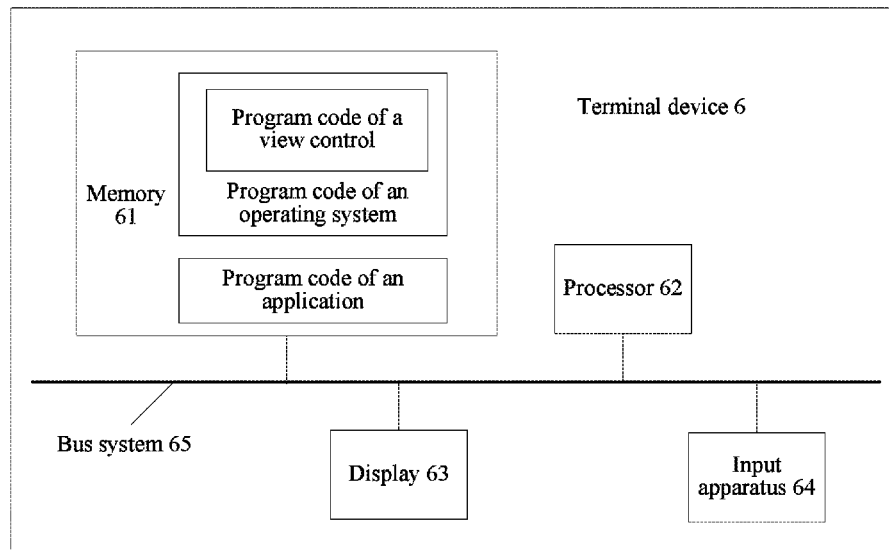 Program code of a
view control
Terminal device 6
Memory
61
Program code of an
operating system
Program code of an
application
Processor 62
Bus system 65
Display 63
Input
apparatus 64